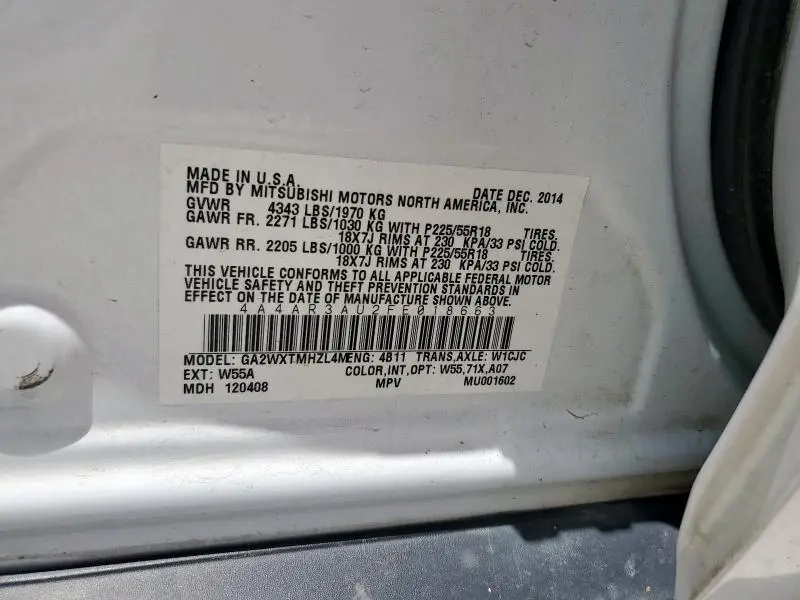 MADE IN U.S.A.
MFD BY MITSUBISHI MOTORS NORTH AMERICA, INC. DATE DEC. 2014
GVWR 4343 LBS/1970 KG
GAWR FR. 2271 LBS/1030 KG WITH P225/55R18 TIRES.
18X7J RIMS AT 230 KPA/33 PSI COLD.
GAWR RR. 2205 LBS/1000 KG WITH P225/55R18 TIRES.
18X7J RIMS AT 230 KPA/33 PSI COLD.
THIS VEHICLE CONFORMS TO ALL APPLICABLE FEDERAL MOTOR
VEHICLE SAFETY AND THEFT PREVENTION STANDARDS IN
EFFECT ON THE DATE OF MANUFACTURE SHOWN ABOVE.
4A4AR3AU2FE018663
MODEL: GA2WXTMHZL4M ENG: 4B11 TRANS,AXLE: W1CJC
EXT: W55A COLOR,INT,OPT: W55,71X,A07
MDH 120408 MPV MU001602